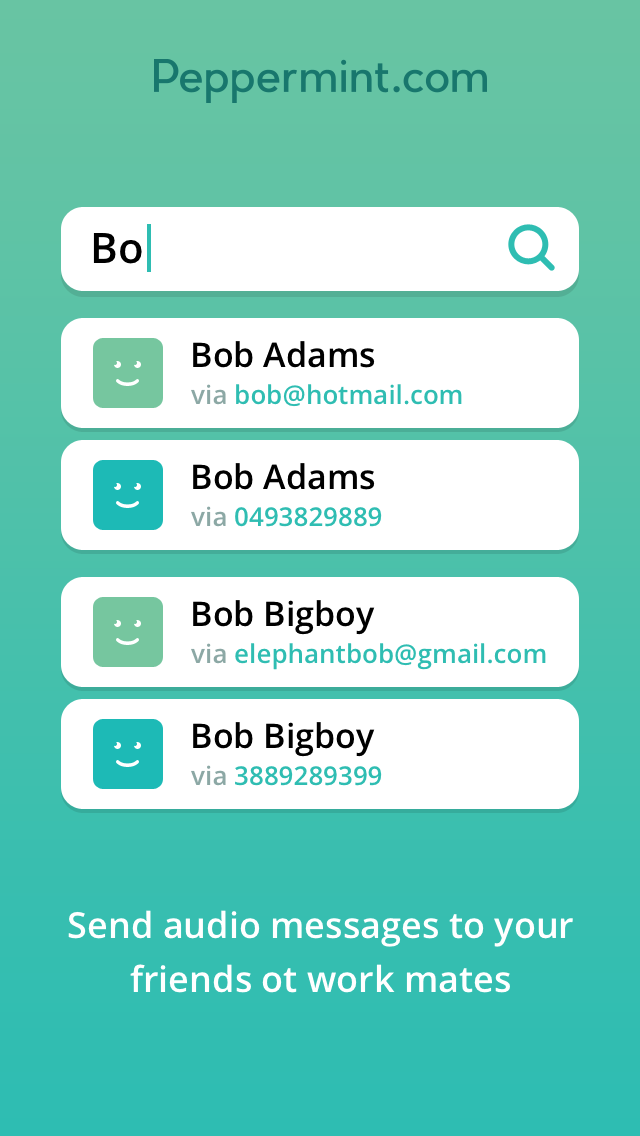 Peppermint.com
Bo
Bob Adams
via bob@hotmail.com
Bob Adams
via 0493829889
Bob Bigboy
via elephantbob@gmail.com
Bob Bigboy
via 3889289399
Send audio messages to your
friends ot work mates